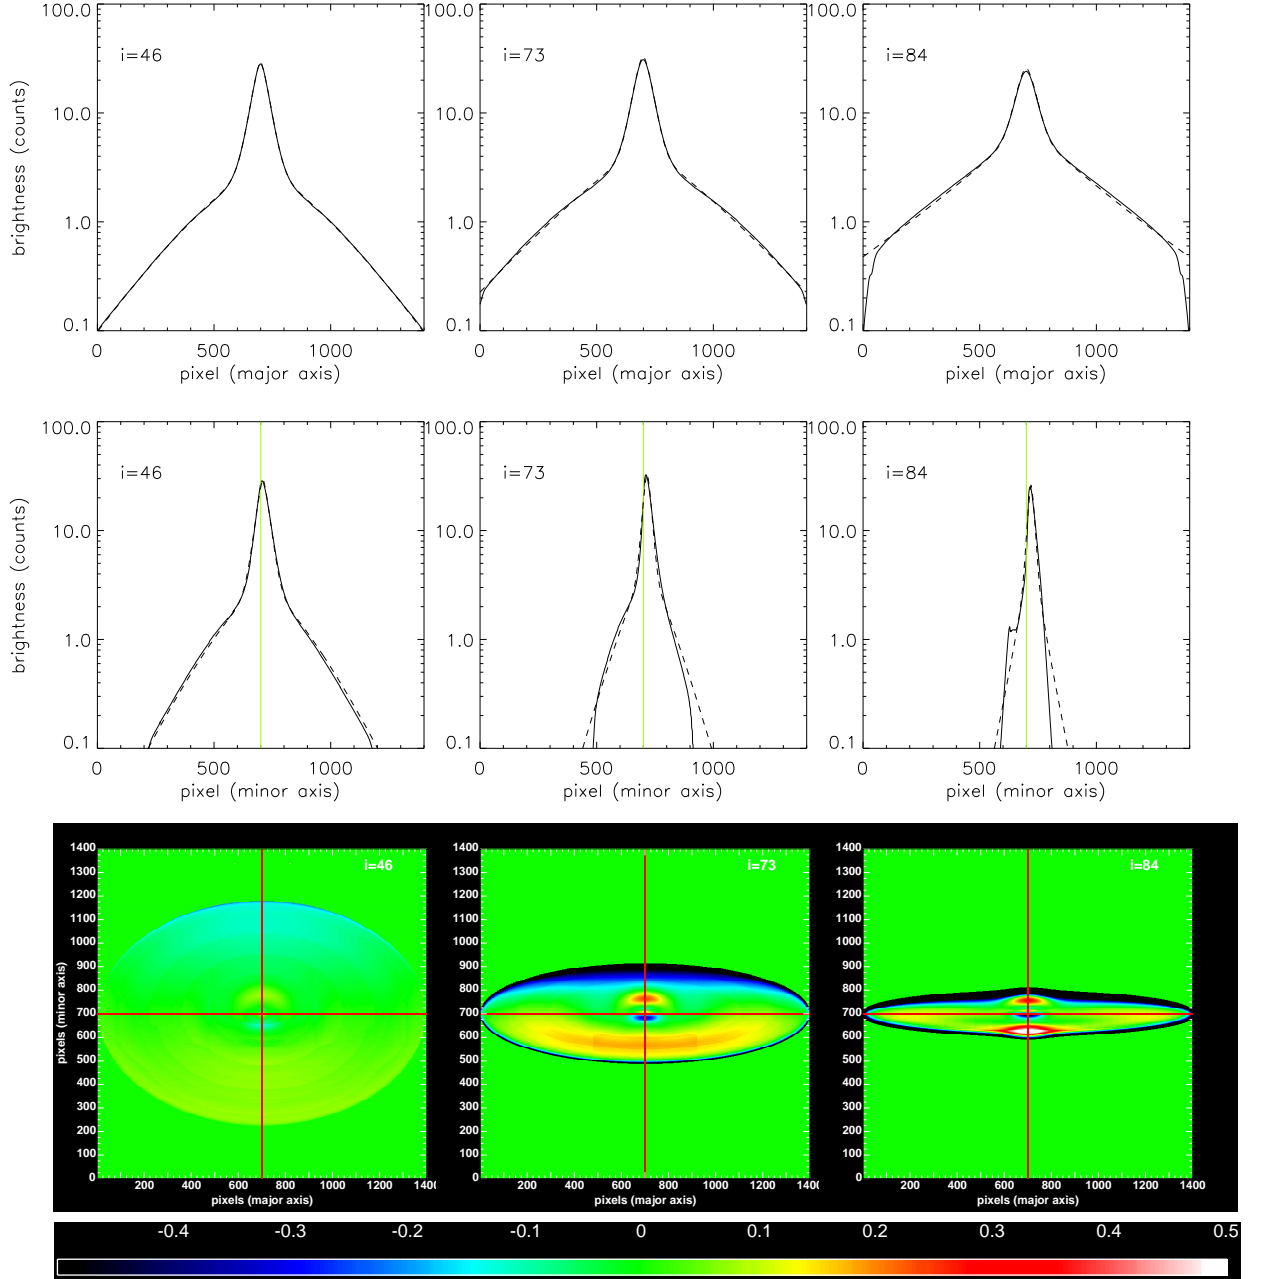 100.0 100.0 100.0
i=46 i=73 i=84
10.0 10.0 10.0
brightness (counts)
1.0 1.0 1.0
0.1 0.1 0.1
0 500 1000 0 500 1000 0 500 1000
pixel (major axis) pixel (major axis) pixel (major axis)
100.0 100.0 100.0
i=46 i=73 i=84
10.0 10.0 10.0
brightness (counts)
1.0 1.0 1.0
0.1 0.1 0.1
0 500 1000 0 500 1000 0 500 1000
pixel (minor axis) pixel (minor axis) pixel (minor axis)
1400 1400 1400
i=46 i=73 i=84
1300 1300 1300
1200 1200 1200
1100 1100 1100
1000 1000 1000
900 900 900
800 800 800
700 700 700
pixels (minor axis)
600 600 600
500 500 500
400 400 400
300 300 300
200 200 200
100 100 100
0 0 0
200 400 600 800 1000 1200 140 200 400 600 800 1000 1200 140 200 400 600 800 1000 1200 1400
pixels (major axis) pixels (major axis) pixels (major axis)
-0.4 -0.3 -0.2 -0.1 0 0.1 0.2 0.3 0.4 0.5